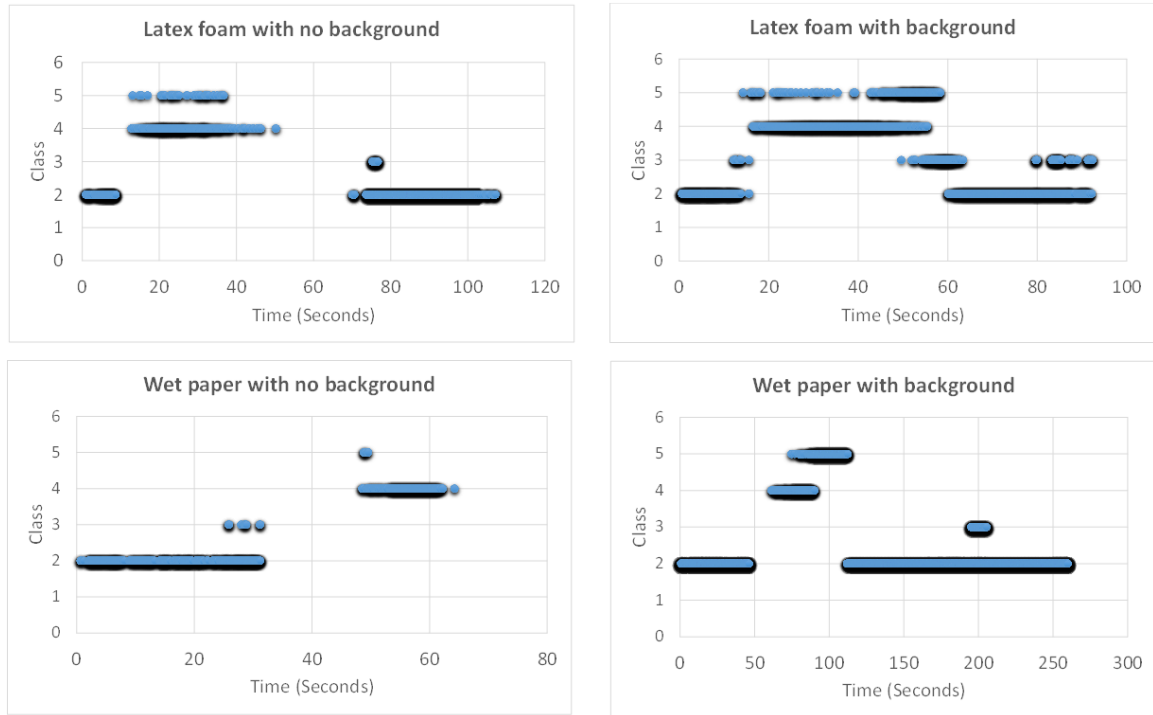 Latex foam with no background
6
5
4
3
2
1
0
Class
0 20 40 60 80 100 120
Time (Seconds)
Latex foam with background
6
5
4
3
2
1
0
Class
0 20 40 60 80 100
Time (Seconds)
Wet paper with no background
6
5
4
3
2
1
0
Class
0 20 40 60 80
Time (Seconds)
Wet paper with background
6
5
4
3
2
1
0
Class
0 50 100 150 200 250 300
Time (Seconds)